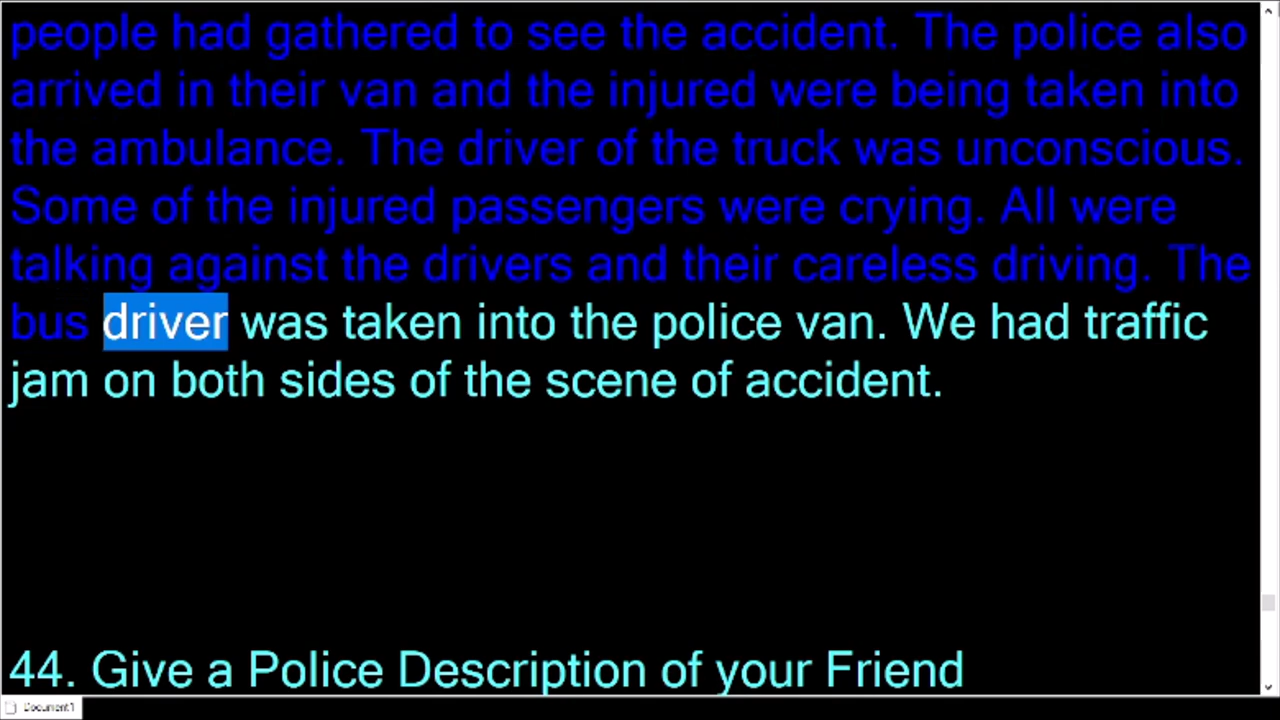 people had gathered to see the accident. The police also
arrived in their van and the injured were being taken into
the ambulance. The driver of the truck was unconscious.
Some of the injured passengers were crying. All were
talking against the drivers and their careless driving. The
bus driver was taken into the police van. We had traffic
jam on both sides of the scene of accident.
44. Give a Police Description of your Friend
Document1